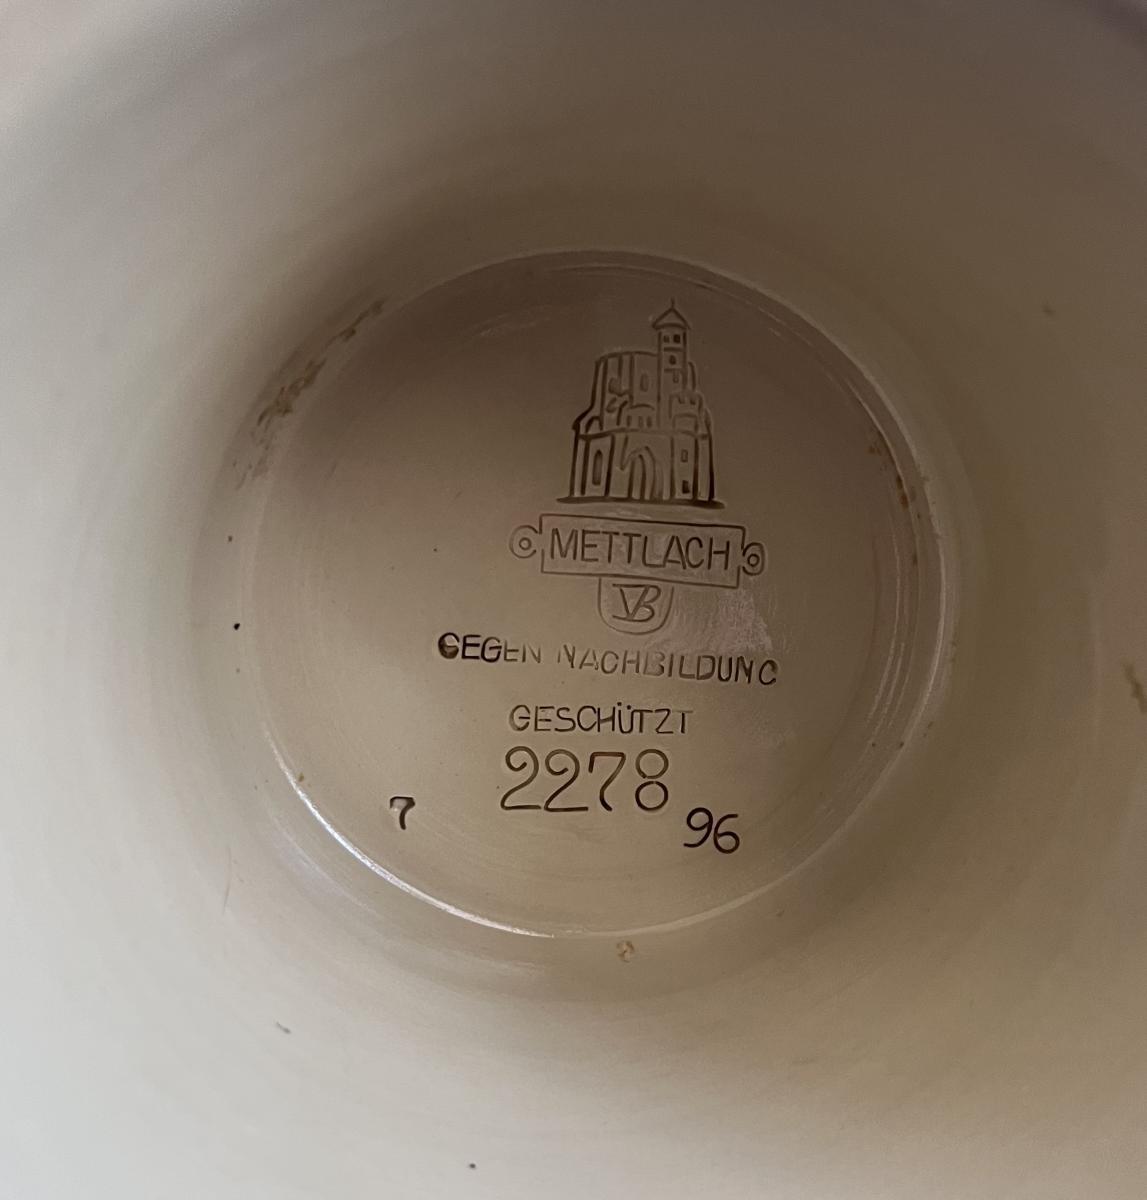 METTLACH
VB
GEGEN NACHBILDUNG
GESCHÜTZT
2278
7
96